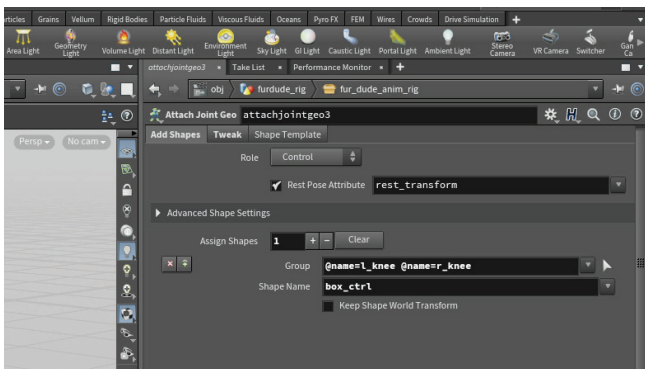 articles Grains Vellum Rigid Bodies Particle Fluids Viscous Fluids Oceans Pyro FX FEM Wires Crowds Drive Simulation +
Area Light Geometry Light Volume Light Distant Light Environment Light Sky Light GI Light Caustic Light Portal Light Ambient Light Stereo Camera VR Camera Switcher Gan Ca
attachjointgeo3 × Take List × Performance Monitor × +
obj furdude_rig fur_dude_anim_rig
Attach Joint Geo attachjointgeo3
Add Shapes Tweak Shape Template
Persp No cam
Role Control
Rest Pose Attribute rest_transform
Advanced Shape Settings
Assign Shapes 1 + - Clear
Group @name=l_knee @name=r_knee
Shape Name box_ctrl
Keep Shape World Transform